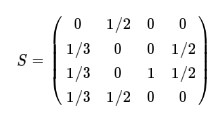 S = ( 0 1/2 0 0
1/3 0 0 1/2
1/3 0 1 1/2
1/3 1/2 0 0 )